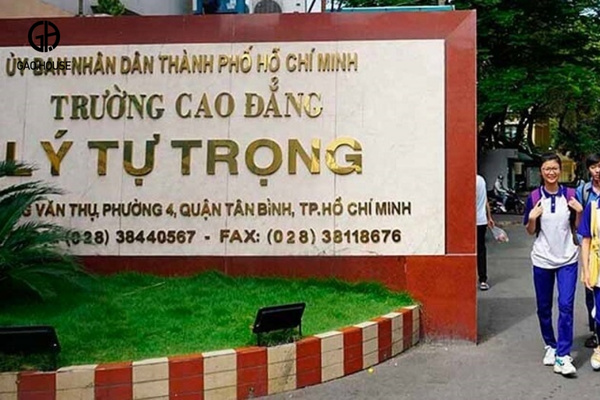 GẠO HOUSE
ỦY BAN NHÂN DÂN THÀNH PHỐ HỒ CHÍ MINH
TRƯỜNG CAO ĐẲNG
LÝ TỰ TRỌNG
G VĂN THỤ, PHƯỜNG 4, QUẬN TÂN BÌNH, TP.HỒ CHÍ MINH
(028) 38440567 - FAX: (028) 38118676